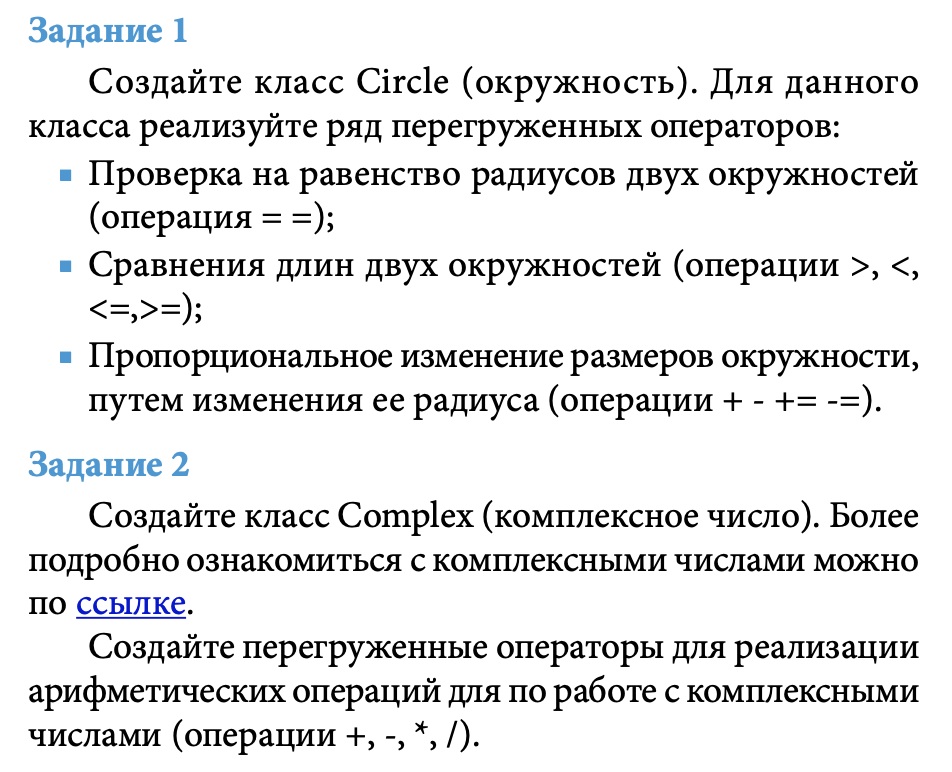 Задание 1
Создайте класс Circle (окружность). Для данного
класса реализуйте ряд перегруженных операторов:
▪ Проверка на равенство радиусов двух окружностей
(операция = =);
▪ Сравнения длин двух окружностей (операции >, <,
<=,>=);
▪ Пропорциональное изменение размеров окружности,
путем изменения ее радиуса (операции + - += -=).
Задание 2
Создайте класс Complex (комплексное число). Более
подробно ознакомиться с комплексными числами можно
по ссылке.
Создайте перегруженные операторы для реализации
арифметических операций для по работе с комплексными
числами (операции +, -, *, /).